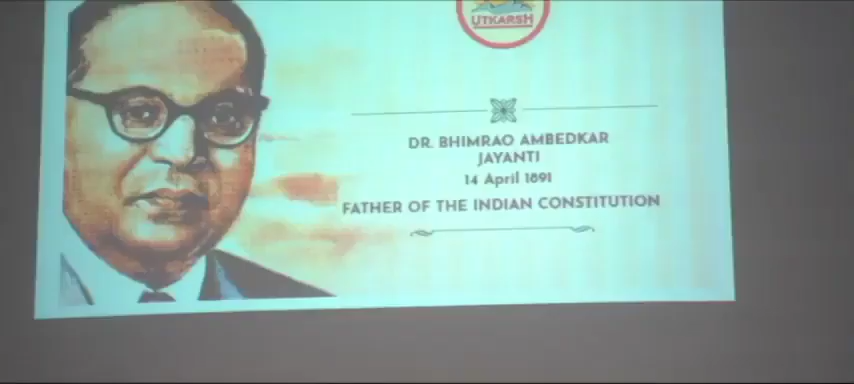 UTKARSH
DR. BHIMRAO AMBEDKAR
JAYANTI
14 April 1891
FATHER OF THE INDIAN CONSTITUTION